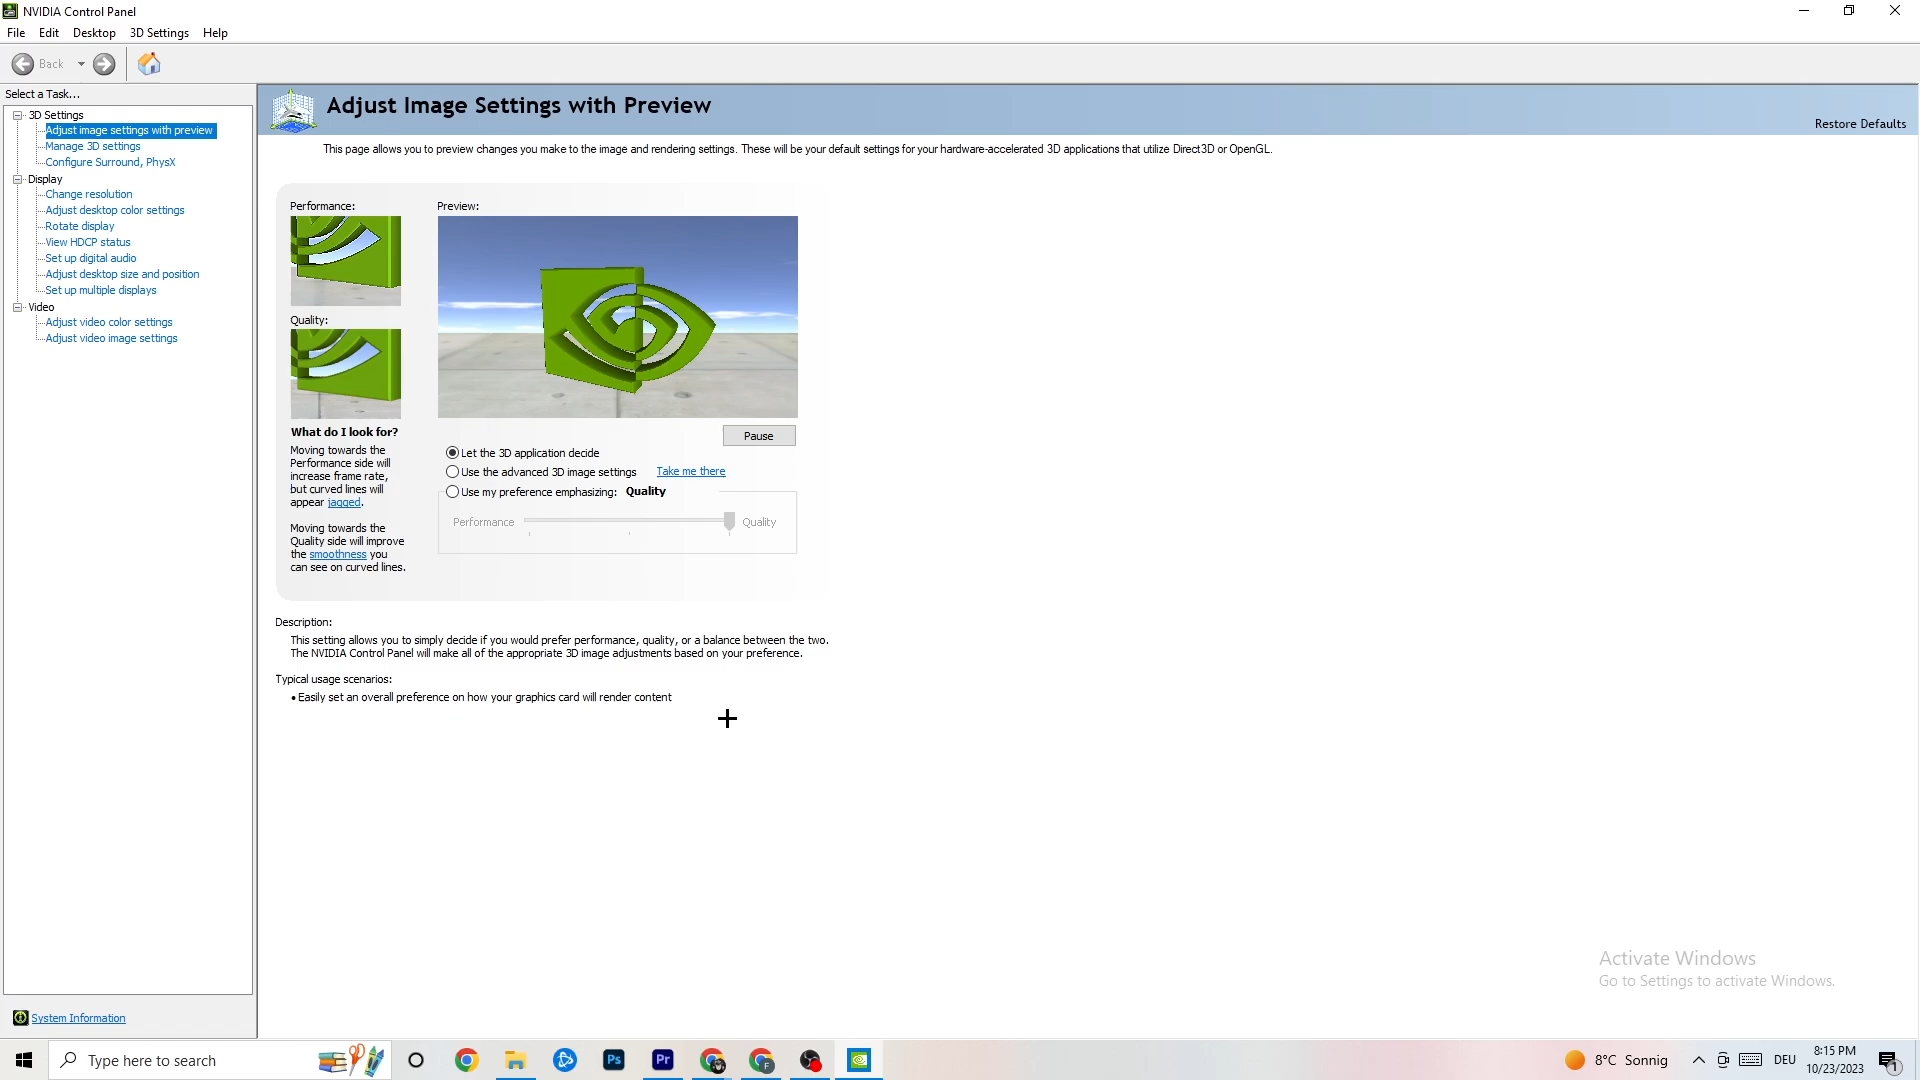 NVIDIA Control Panel
File Edit Desktop 3D Settings Help
Back
Select a Task...
3D Settings
Adjust image settings with preview
Manage 3D settings
Configure Surround, PhysX
Display
Change resolution
Adjust desktop color settings
Rotate display
View HDCP status
Set up digital audio
Adjust desktop size and position
Set up multiple displays
Video
Adjust video color settings
Adjust video image settings
System Information
Adjust Image Settings with Preview
Restore Defaults
This page allows you to preview changes you make to the image and rendering settings. These will be your default settings for your hardware-accelerated 3D applications that utilize Direct3D or OpenGL.
Performance:
Quality:
What do I look for?
Moving towards the
Performance side will
increase frame rate,
but curved lines will
appear jagged.
Moving towards the
Quality side will improve
the smoothness you
can see on curved lines.
Preview:
Pause
Let the 3D application decide
Use the advanced 3D image settings Take me there
Use my preference emphasizing: Quality
Performance Quality
Description:
This setting allows you to simply decide if you would prefer performance, quality, or a balance between the two.
The NVIDIA Control Panel will make all of the appropriate 3D image adjustments based on your preference.
Typical usage scenarios:
• Easily set an overall preference on how your graphics card will render content
Activate Windows
Go to Settings to activate Windows.
Type here to search
Ps
Pr
F
8°C Sonnig
DEU
8:15 PM
10/23/2023
1